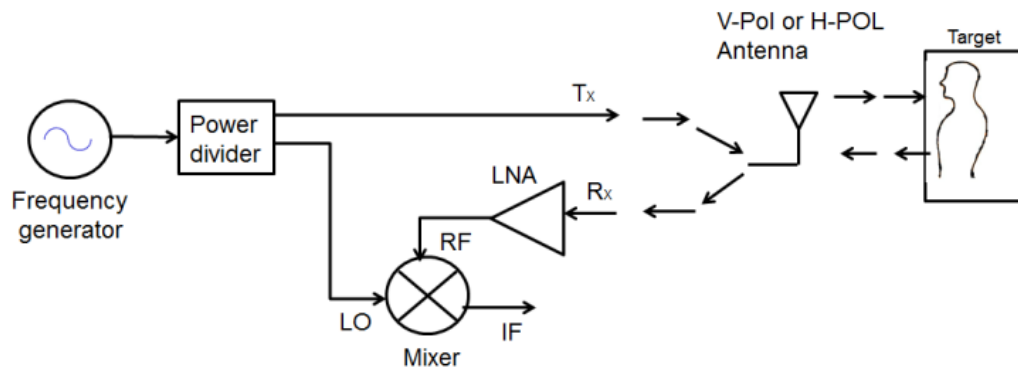 V-Pol or H-POL
Antenna
Target
Tx
Power
divider
LNA
Rx
Frequency
generator
RF
LO
IF
Mixer